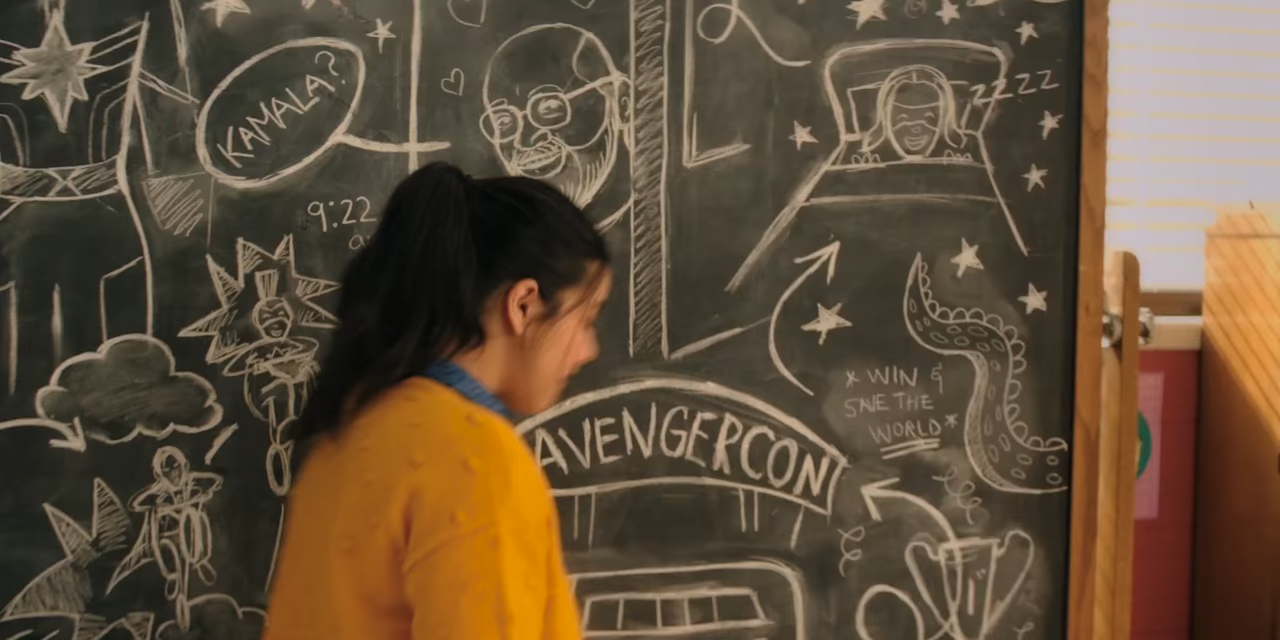 KAMALA?
zzzz
9:22
AVENGERCON
* WIN &
SAVE THE
WORLD*